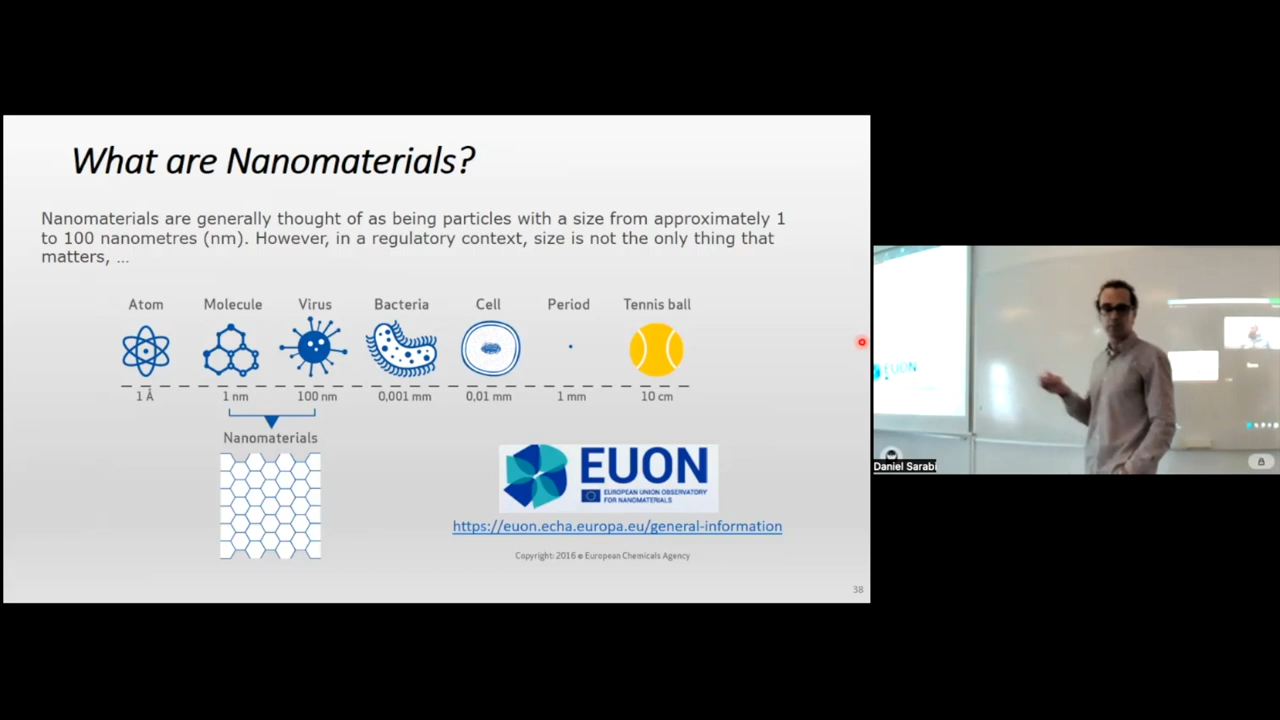 What are Nanomaterials?
Nanomaterials are generally thought of as being particles with a size from approximately 1
to 100 nanometres (nm). However, in a regulatory context, size is not the only thing that
matters, ...
Atom Molecule Virus Bacteria Cell Period Tennis ball
1 Å 1 nm 100 nm 0,001 mm 0,01 mm 1 mm 10 cm
Nanomaterials
EUON
EUROPEAN UNION OBSERVATORY
FOR NANOMATERIALS
https://euon.echa.europa.eu/general-information
Copyright: 2016 © European Chemicals Agency
38
EUON
Daniel Sarabi